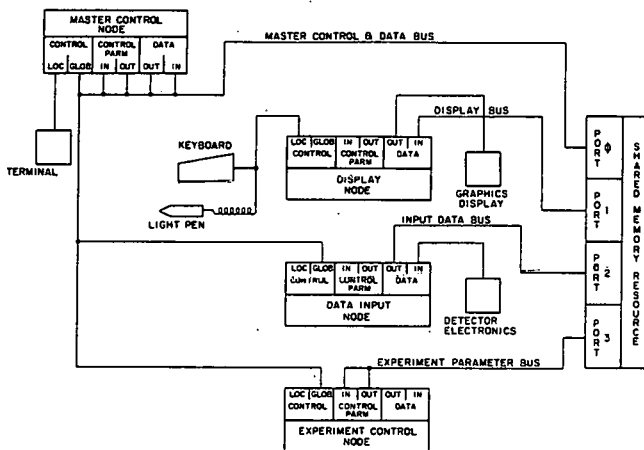 MASTER CONTROL
NODE
CONTROL
CONTROL
PARM
DATA
LOC GLOB IN OUT OUT IN
MASTER CONTROL & DATA BUS
TERMINAL
KEYBOARD
LIGHT PEN
DISPLAY BUS
LOC GLOB IN OUT OUT IN
CONTROL
CONTROL
PARM
DATA
DISPLAY
NODE
GRAPHICS
DISPLAY
INPUT DATA BUS
LOC GLOB IN OUT OUT IN
CONTROL
CONTROL
PARM
DATA
DATA INPUT
NODE
DETECTOR
ELECTRONICS
EXPERIMENT PARAMETER BUS
LOC GLOB IN OUT OUT IN
CONTROL
CONTROL
PARM
DATA
EXPERIMENT CONTROL
NODE
PORT Φ
PORT 1
PORT 2
PORT 3
SHARED MEMORY RESOURCE